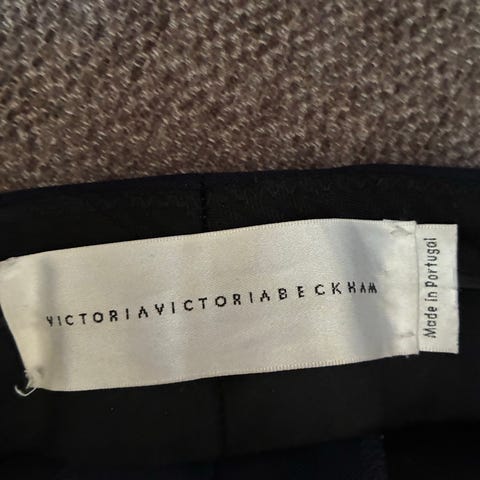 VICTORIAVICTORIABECKHAM
Made in Portugal